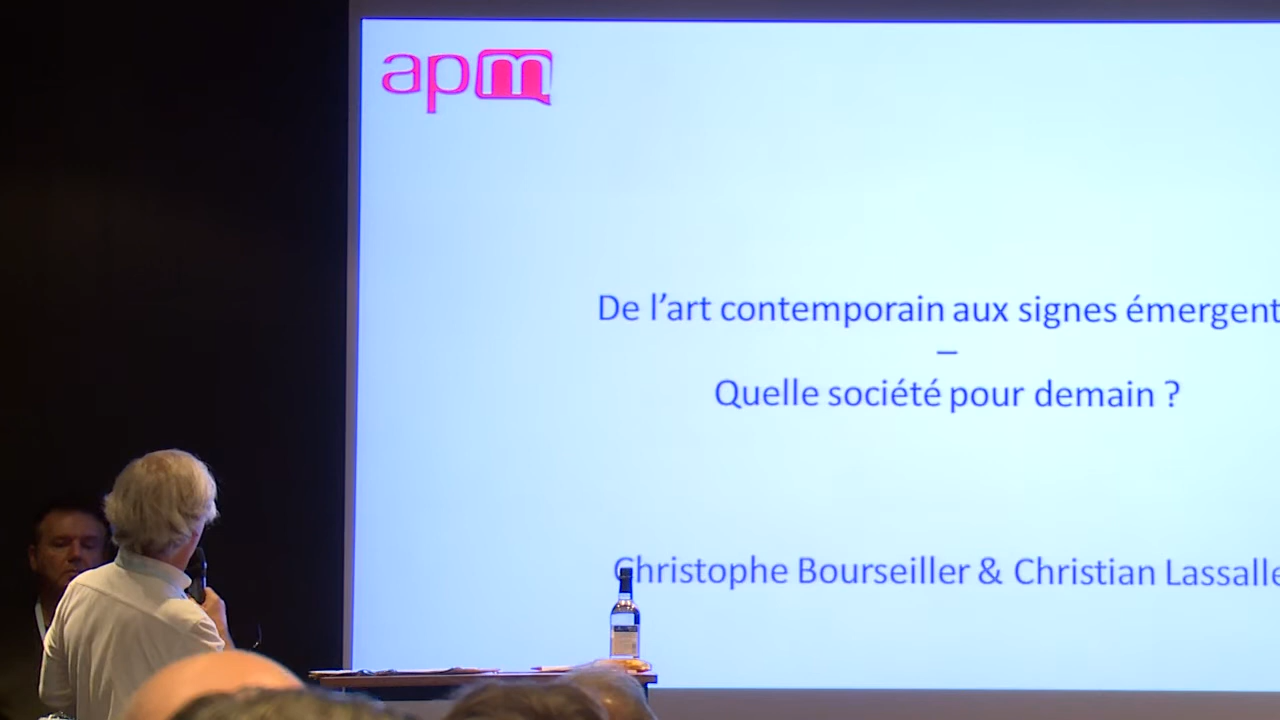 apm
De l'art contemporain aux signes émergent
–
Quelle société pour demain ?
Christophe Bourseiller & Christian Lassalle